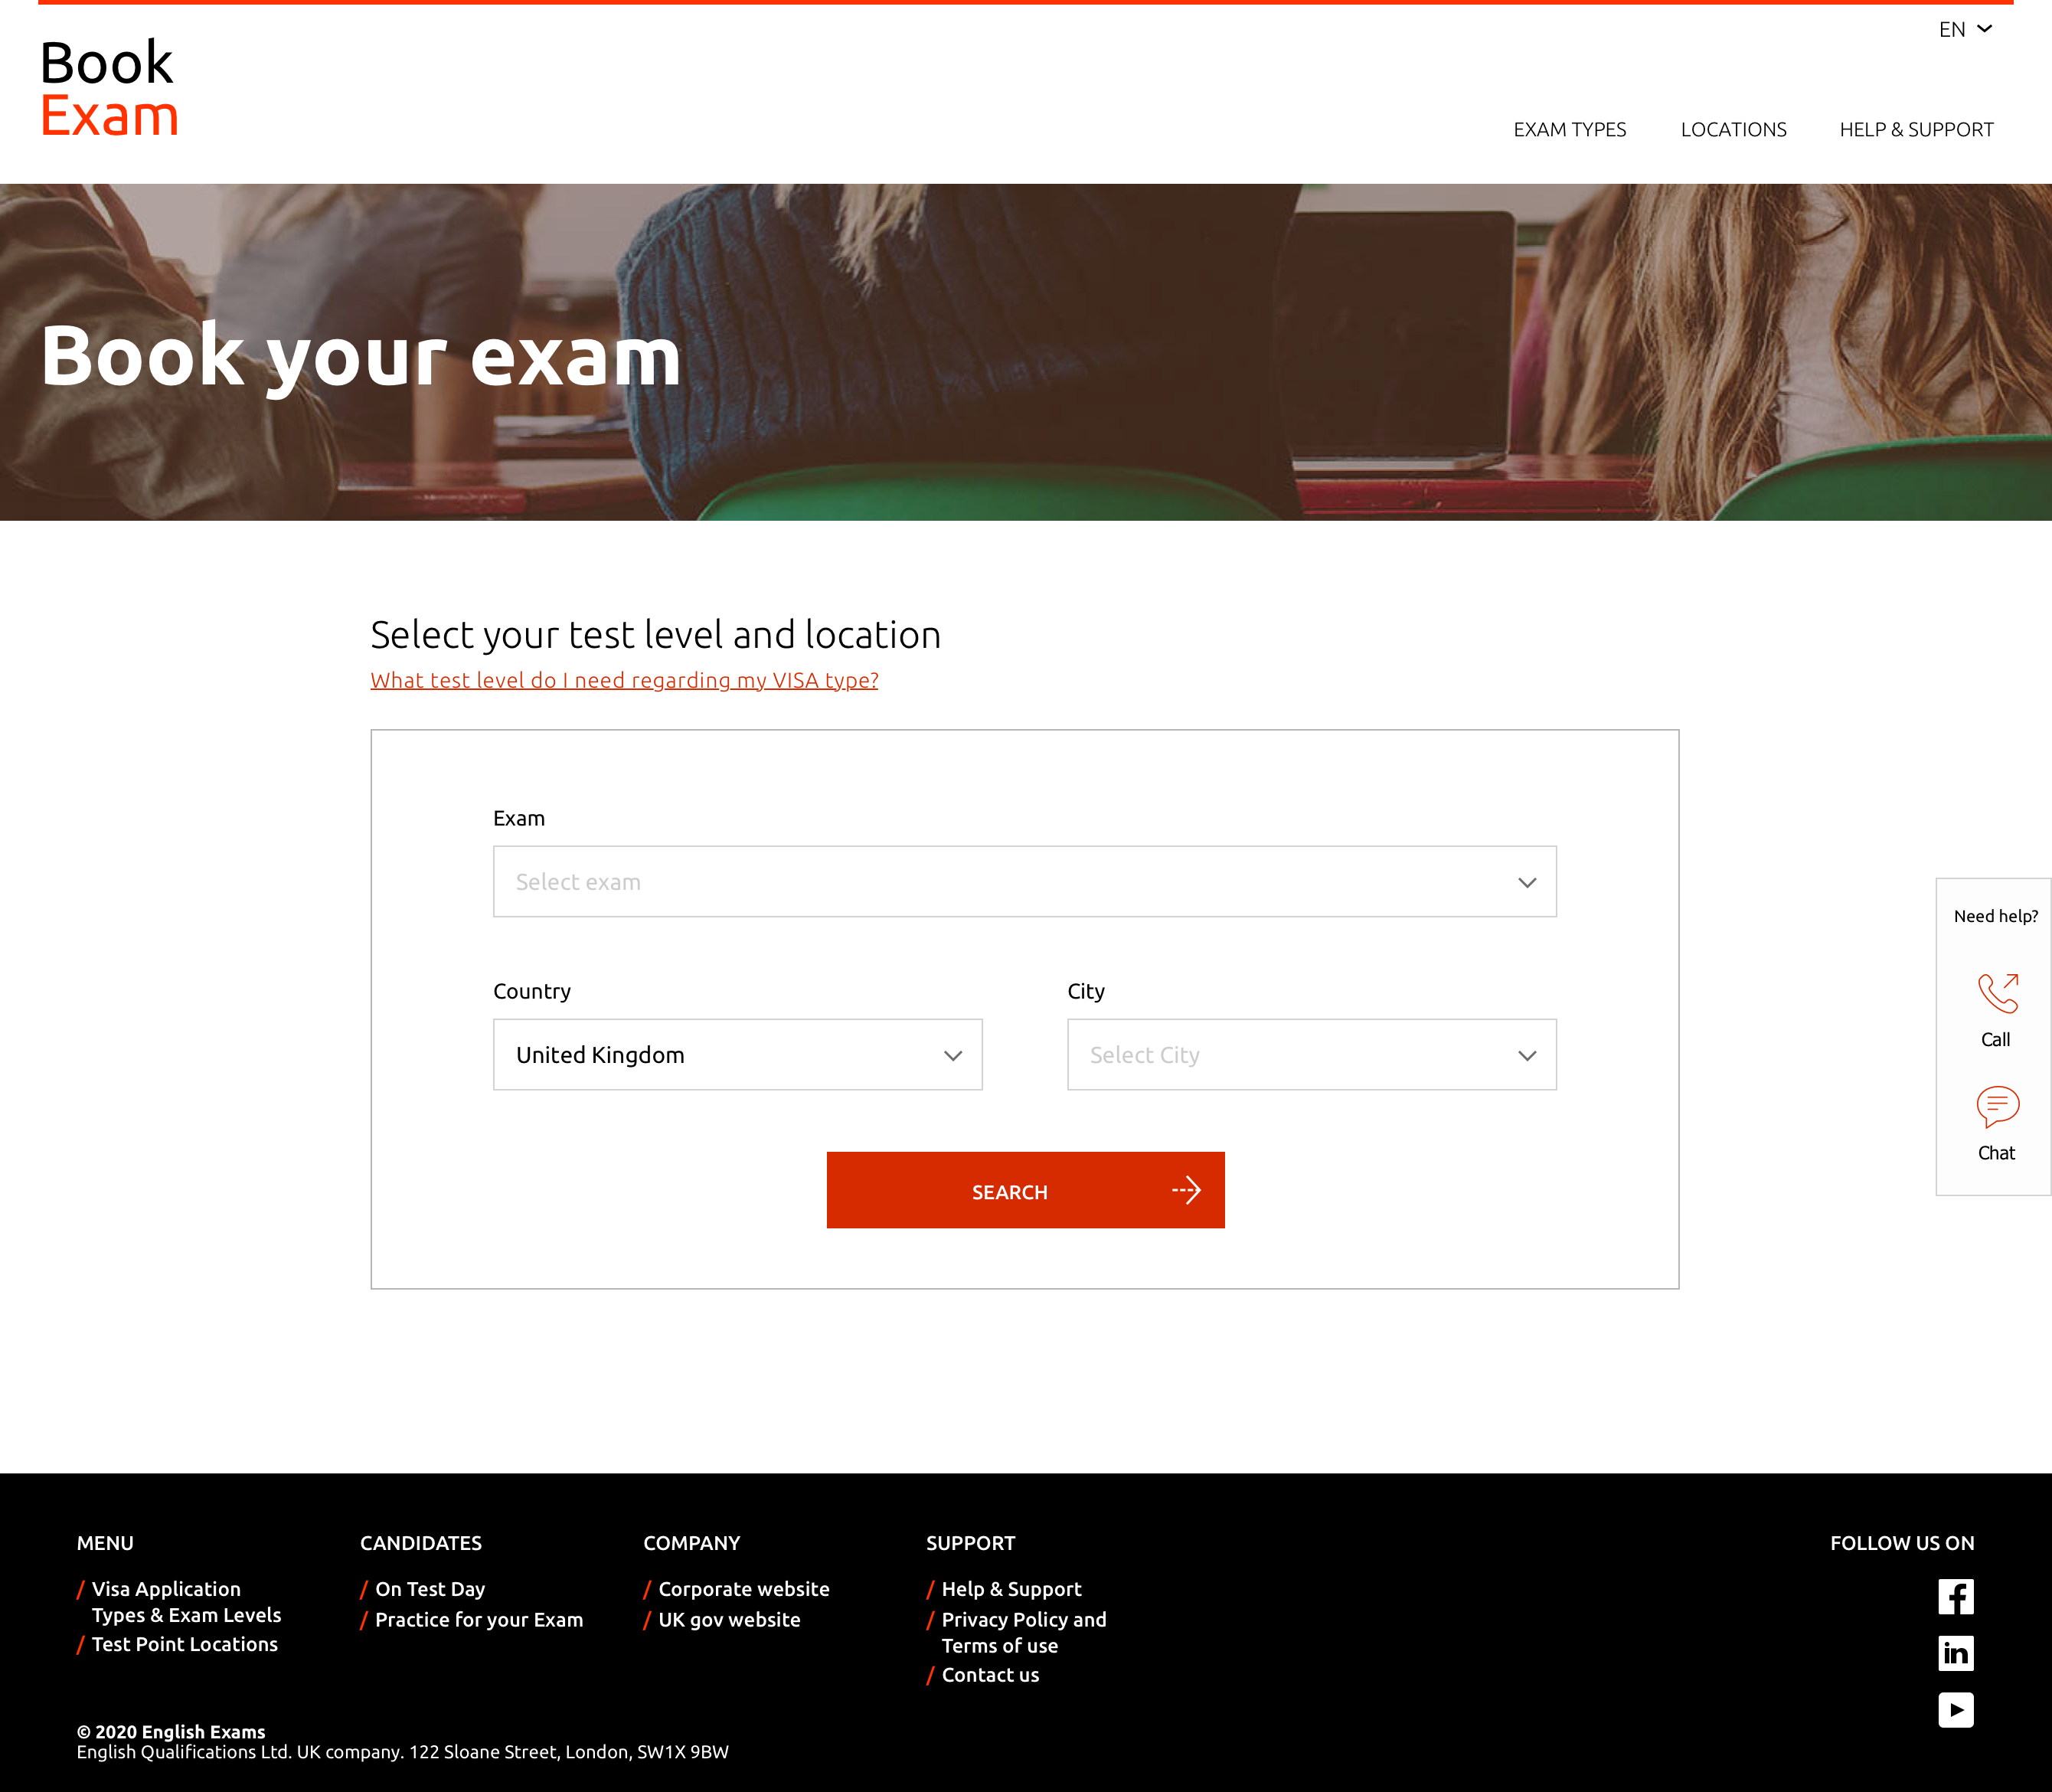 EN
Book
Exam
EXAM TYPES LOCATIONS HELP & SUPPORT
Book your exam
Select your test level and location
What test level do I need regarding my VISA type?
Exam
Select exam
Country
United Kingdom
City
Select City
SEARCH
Need help?
Call
Chat
MENU
/ Visa Application
Types & Exam Levels
/ Test Point Locations
CANDIDATES
/ On Test Day
/ Practice for your Exam
COMPANY
/ Corporate website
/ UK gov website
SUPPORT
/ Help & Support
/ Privacy Policy and
Terms of use
/ Contact us
FOLLOW US ON
f
in
© 2020 English Exams
English Qualifications Ltd. UK company. 122 Sloane Street, London, SW1X 9BW